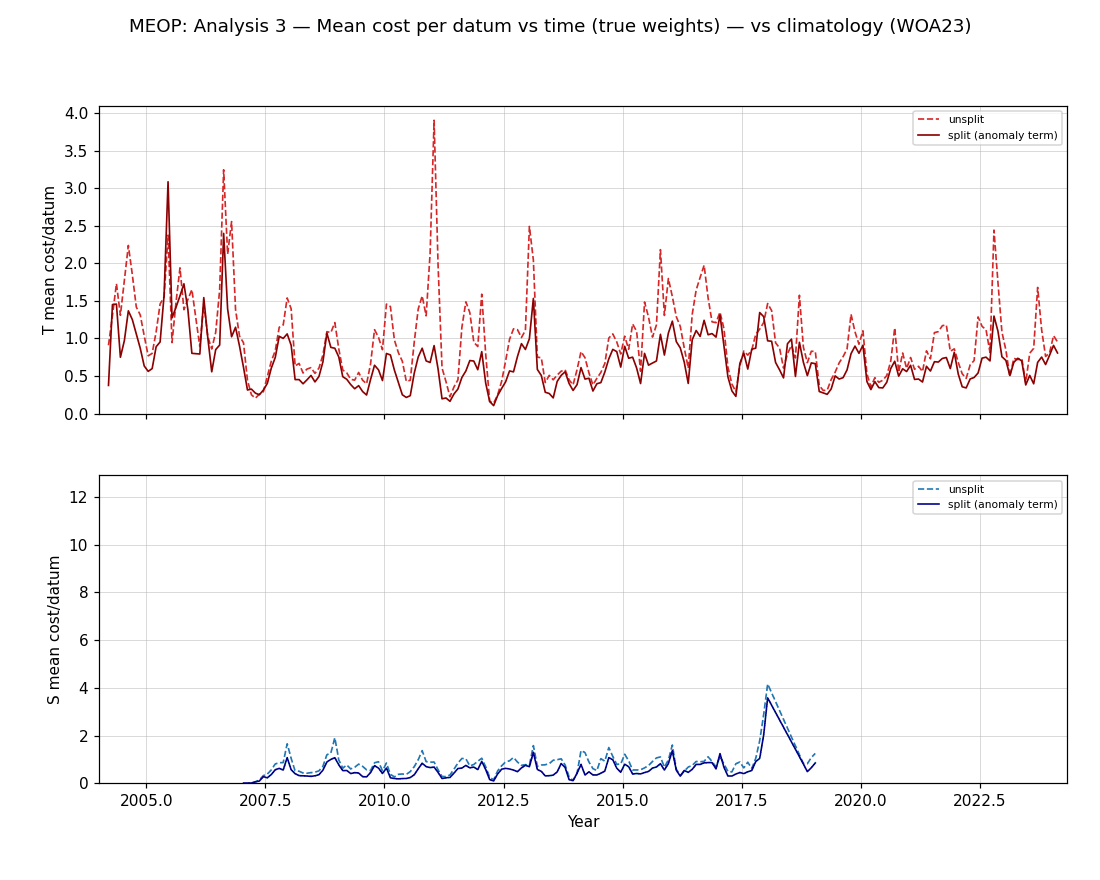 MEOP: Analysis 3 — Mean cost per datum vs time (true weights) — vs climatology (WOA23)
T mean cost/datum
4.0
3.5
3.0
2.5
2.0
1.5
1.0
0.5
0.0
unsplit
split (anomaly term)
S mean cost/datum
12
10
8
6
4
2
0
unsplit
split (anomaly term)
2005.0 2007.5 2010.0 2012.5 2015.0 2017.5 2020.0 2022.5
Year